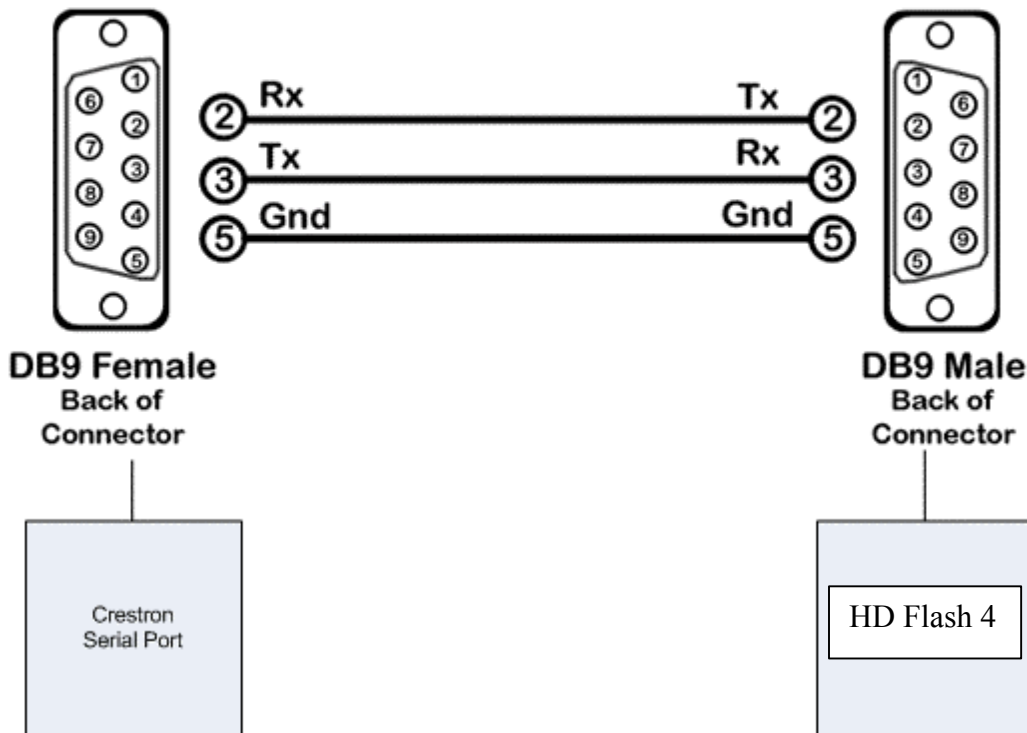 1
6
2
7
3
8
4
9
5
2 Rx Tx 2
3 Tx Rx 3
5 Gnd Gnd 5
1
6
2
7
3
8
4
9
5
DB9 Female
Back of
Connector
DB9 Male
Back of
Connector
Crestron
Serial Port
HD Flash 4